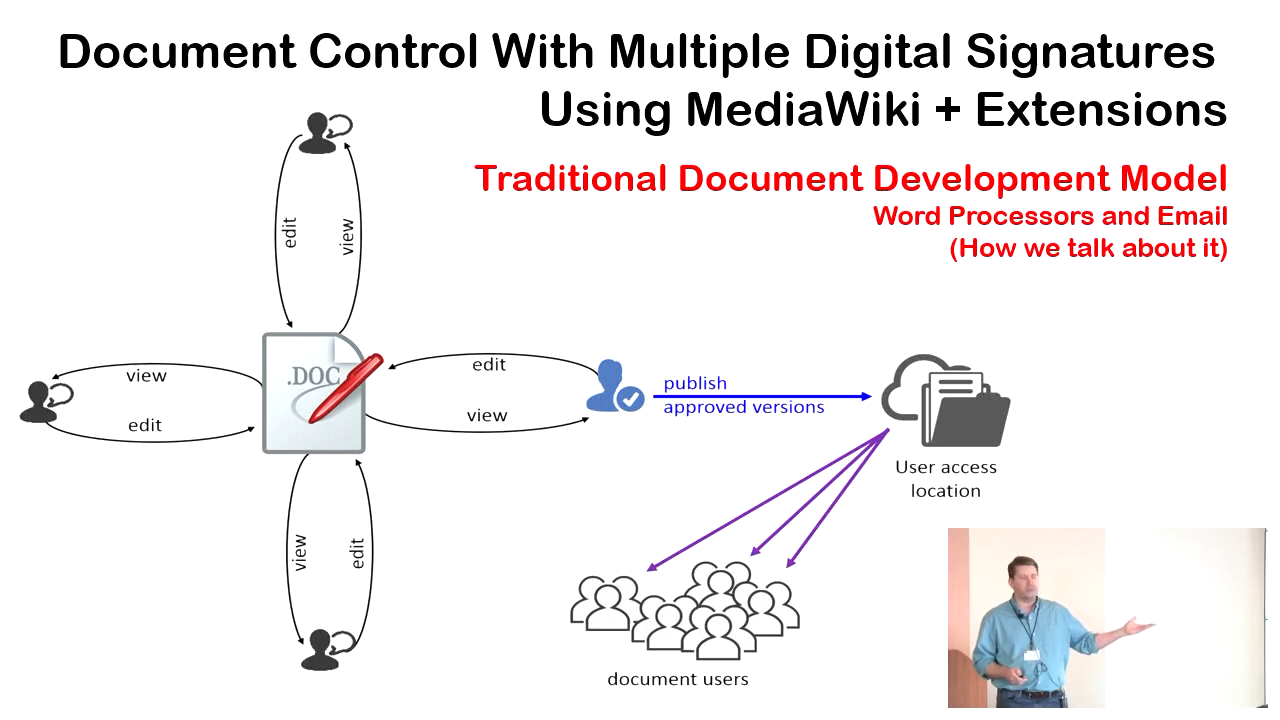 Document Control With Multiple Digital Signatures
Using MediaWiki + Extensions
Traditional Document Development Model
Word Processors and Email
(How we talk about it)
edit
view
view
edit
.DOC
edit
view
publish
approved versions
User access
location
view
edit
document users